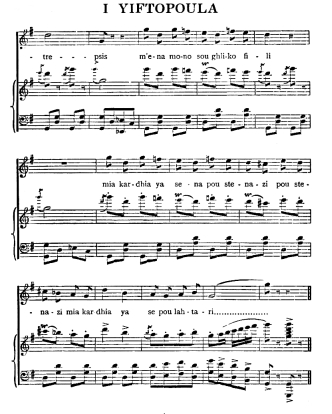 I YIFTOPOULA
- tre - - - - psis m'e-na mo-no sou ghli-ko fi - li
mia kar-dhia ya se-na pou ste-na-zi pou ste-
- na-zi mia kar-dhia ya se pou lah-ta-ri..................